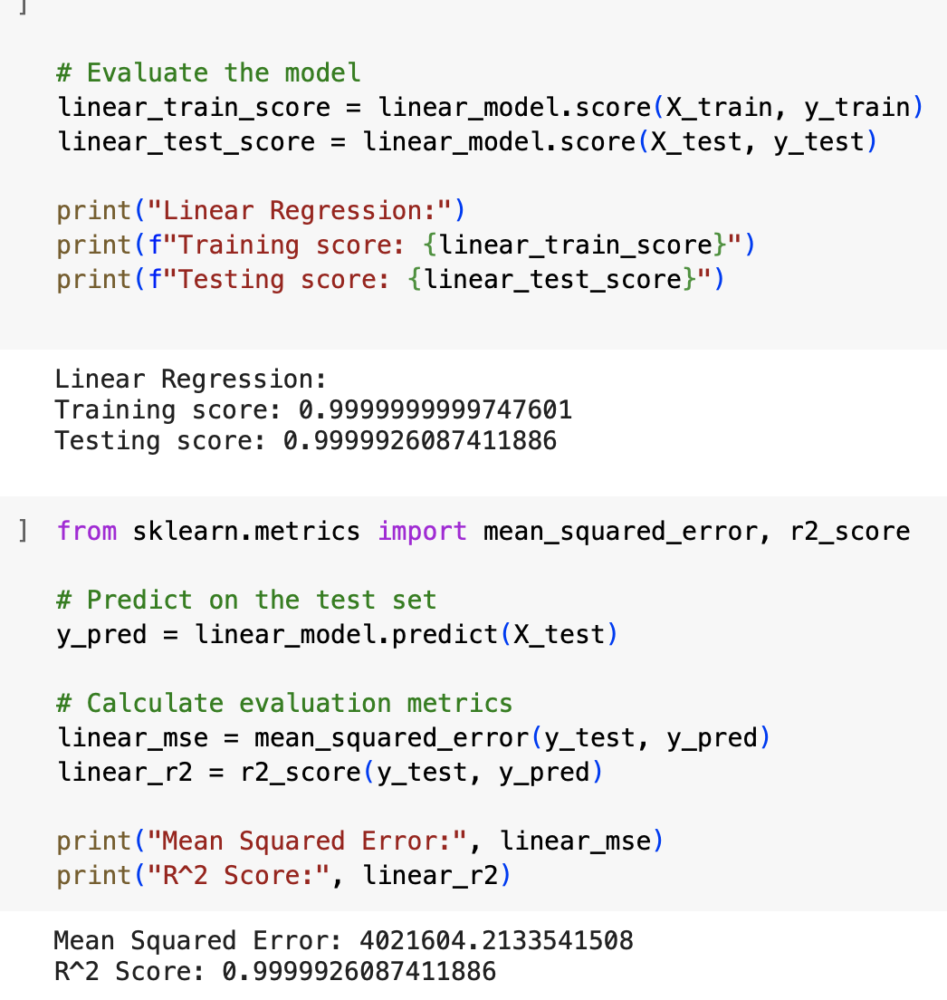 ]
# Evaluate the model
linear_train_score = linear_model.score(X_train, y_train)
linear_test_score = linear_model.score(X_test, y_test)
print("Linear Regression:")
print(f"Training score: {linear_train_score}")
print(f"Testing score: {linear_test_score}")
Linear Regression:
Training score: 0.9999999999747601
Testing score: 0.9999926087411886
] from sklearn.metrics import mean_squared_error, r2_score
# Predict on the test set
y_pred = linear_model.predict(X_test)
# Calculate evaluation metrics
linear_mse = mean_squared_error(y_test, y_pred)
linear_r2 = r2_score(y_test, y_pred)
print("Mean Squared Error:", linear_mse)
print("R^2 Score:", linear_r2)
Mean Squared Error: 4021604.2133541508
R^2 Score: 0.9999926087411886